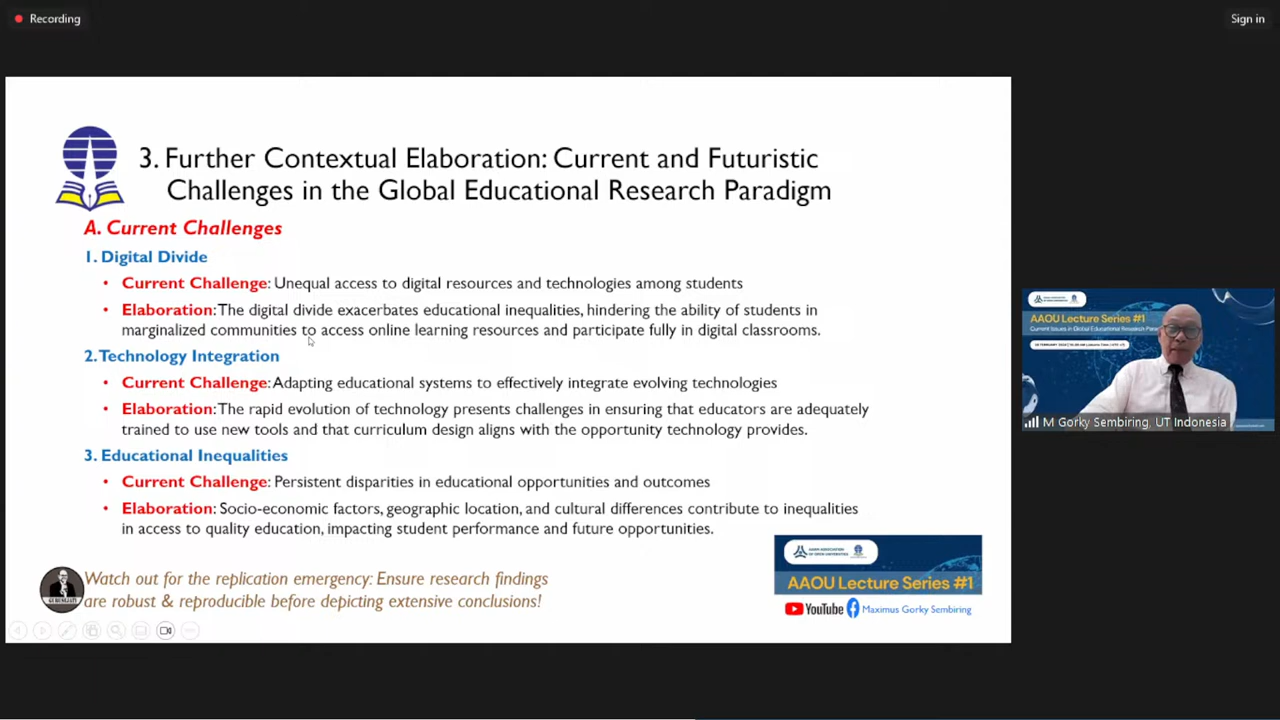 Recording
Sign in
3. Further Contextual Elaboration: Current and Futuristic
Challenges in the Global Educational Research Paradigm
A. Current Challenges
1. Digital Divide
• Current Challenge: Unequal access to digital resources and technologies among students
• Elaboration: The digital divide exacerbates educational inequalities, hindering the ability of students in
marginalized communities to access online learning resources and participate fully in digital classrooms.
2. Technology Integration
• Current Challenge: Adapting educational systems to effectively integrate evolving technologies
• Elaboration: The rapid evolution of technology presents challenges in ensuring that educators are adequately
trained to use new tools and that curriculum design aligns with the opportunity technology provides.
3. Educational Inequalities
• Current Challenge: Persistent disparities in educational opportunities and outcomes
• Elaboration: Socio-economic factors, geographic location, and cultural differences contribute to inequalities
in access to quality education, impacting student performance and future opportunities.
Watch out for the replication emergency: Ensure research findings
are robust & reproducible before depicting extensive conclusions!
ASIAN ASSOCIATION
OF OPEN UNIVERSITIES
AAOU Lecture Series #1
YouTube
Maximus Gorky Sembiring
AAOU Lecture Series #1
Current Issues in Global Educational Research
M Gorky Sembiring, UT Indonesia